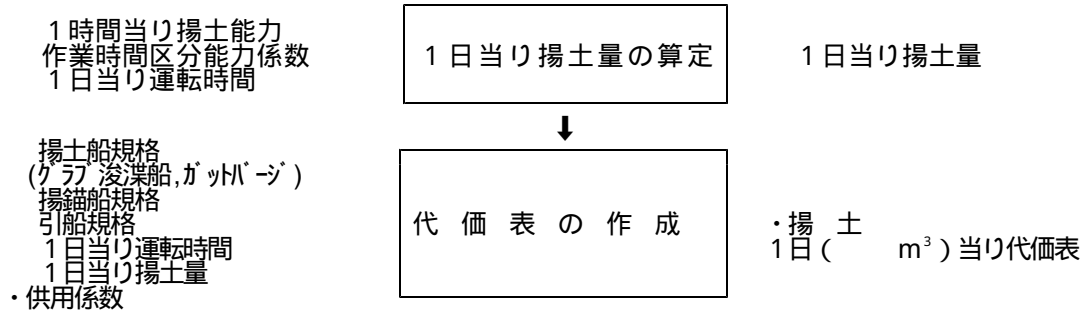 1時間当り揚土能力
作業時間区分能力係数
1日当り運転時間
1日当り揚土量の算定
1日当り揚土量
揚土船規格
(グラブ浚渫船,ガットバージ)
揚錨船規格
引船規格
1日当り運転時間
1日当り揚土量
・供用係数
代 価 表 の 作 成
・揚 土
1日( m³)当り代価表